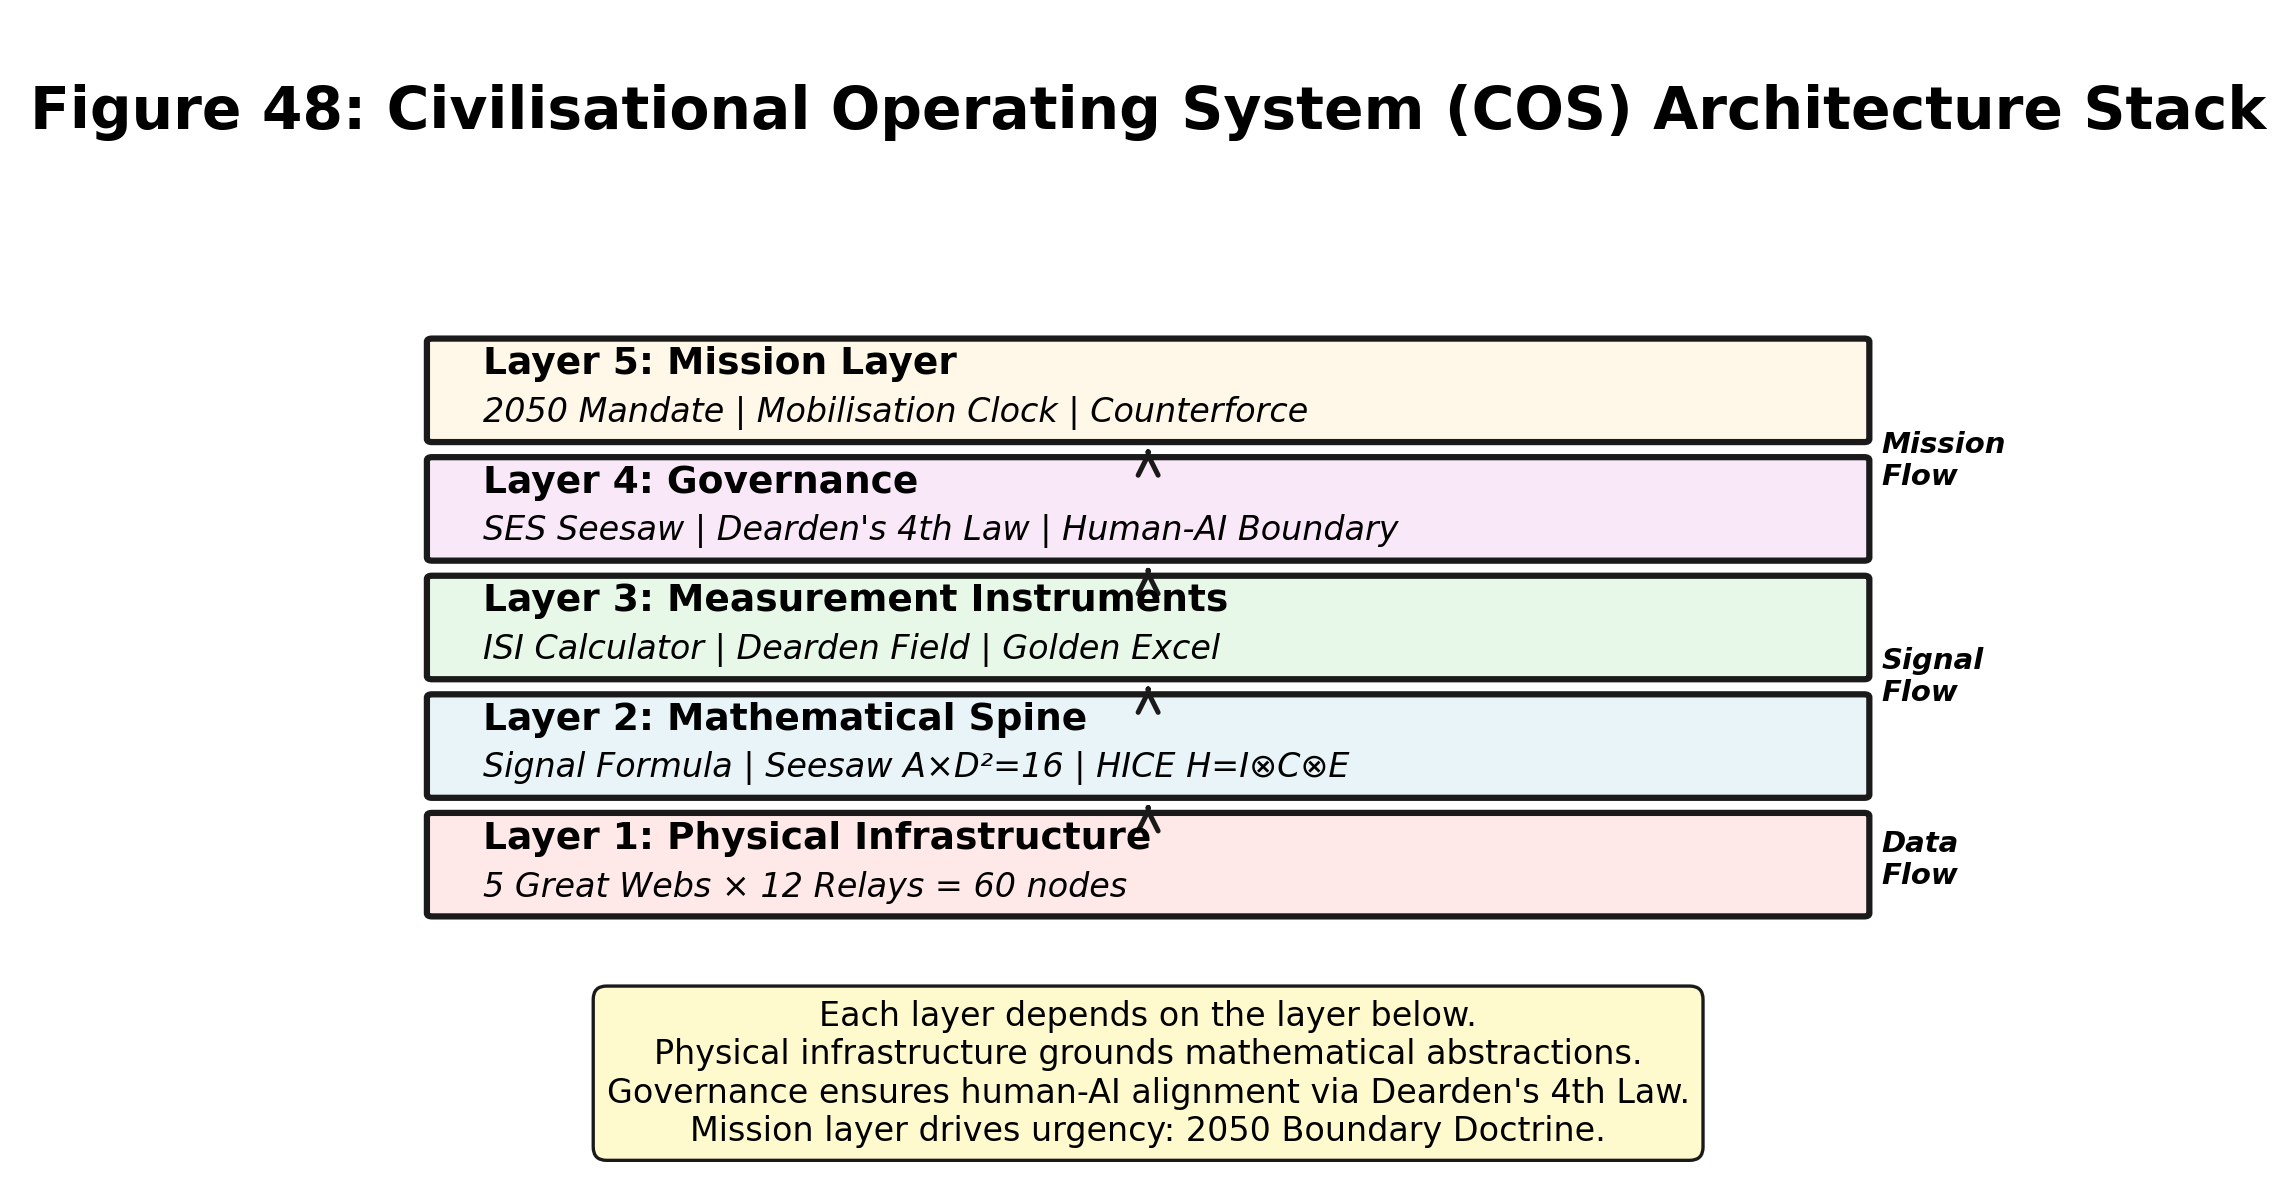 Figure 48: Civilisational Operating System (COS) Architecture Stack
Layer 5: Mission Layer
2050 Mandate | Mobilisation Clock | Counterforce
Mission
Flow
Layer 4: Governance
SES Seesaw | Dearden's 4th Law | Human-AI Boundary
Layer 3: Measurement Instruments
ISI Calculator | Dearden Field | Golden Excel
Signal
Flow
Layer 2: Mathematical Spine
Signal Formula | Seesaw A×D²=16 | HICE H=I⊗C⊗E
Layer 1: Physical Infrastructure
5 Great Webs × 12 Relays = 60 nodes
Data
Flow
Each layer depends on the layer below.
Physical infrastructure grounds mathematical abstractions.
Governance ensures human-AI alignment via Dearden's 4th Law.
Mission layer drives urgency: 2050 Boundary Doctrine.